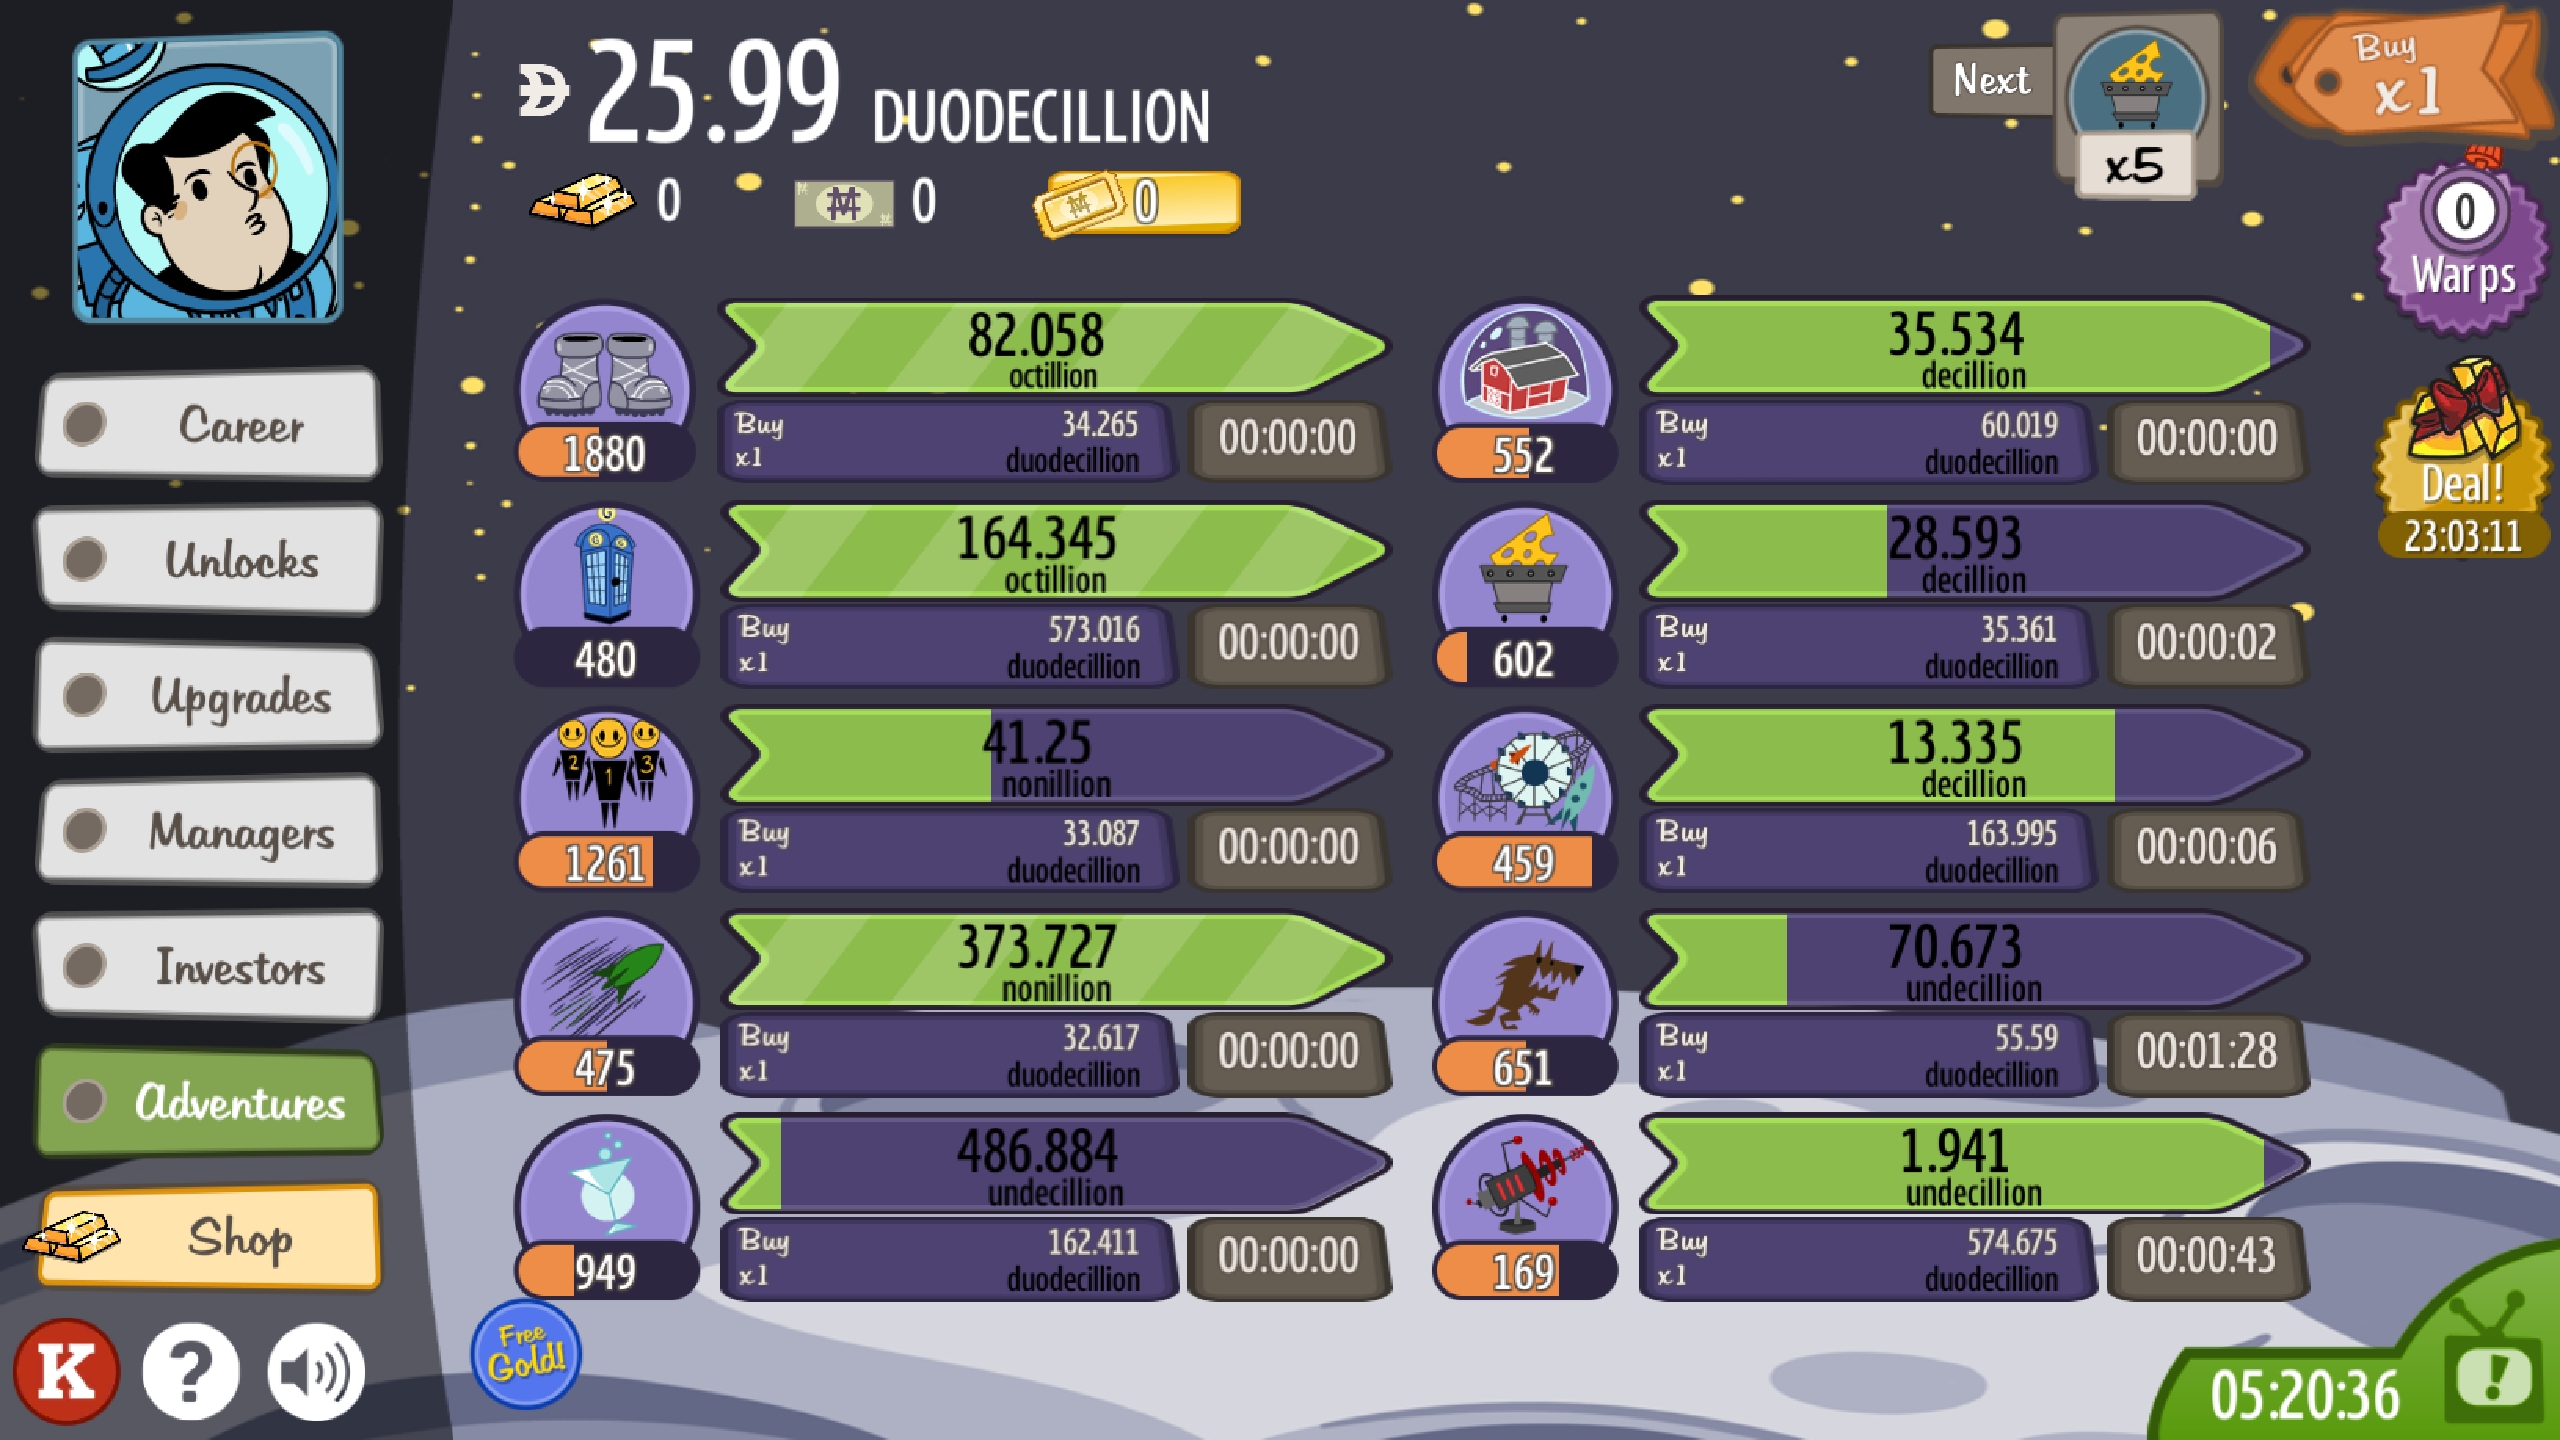 25.99 DUODECILLION
0
0
0
Next
x5
Buy
x1
0
Warps
Deal!
23:03:11
Career
Unlocks
Upgrades
Managers
Investors
Adventures
Shop
K
?
82.058
octillion
1880
Buy
x1
34.265
duodecillion
00:00:00
164.345
octillion
480
Buy
x1
573.016
duodecillion
00:00:00
2 1 3
41.25
nonillion
1261
Buy
x1
33.087
duodecillion
00:00:00
373.727
nonillion
475
Buy
x1
32.617
duodecillion
00:00:00
486.884
undecillion
949
Buy
x1
162.411
duodecillion
00:00:00
35.534
decillion
552
Buy
x1
60.019
duodecillion
00:00:00
28.593
decillion
602
Buy
x1
35.361
duodecillion
00:00:02
13.335
decillion
459
Buy
x1
163.995
duodecillion
00:00:06
70.673
undecillion
651
Buy
x1
55.59
duodecillion
00:01:28
1.941
undecillion
169
Buy
x1
574.675
duodecillion
00:00:43
Free
Gold!
05:20:36
!